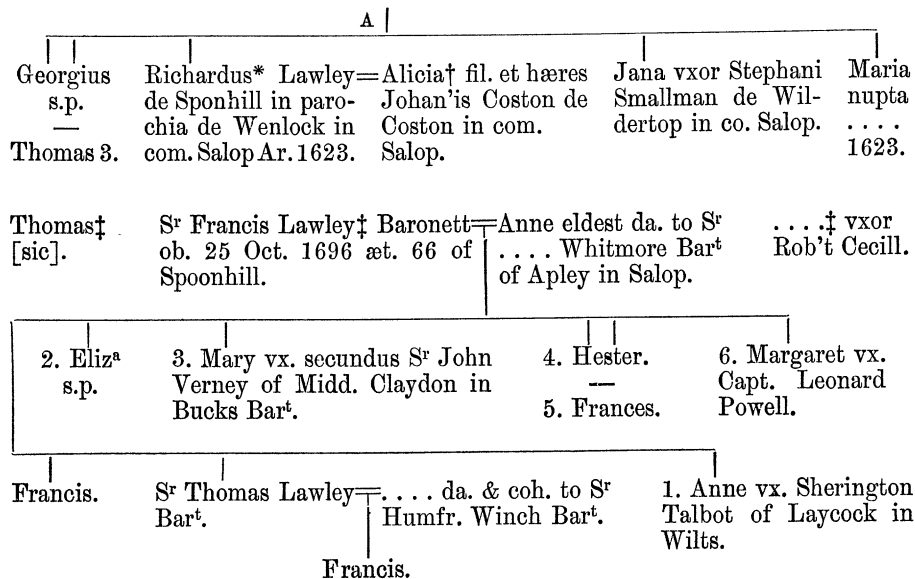 A
Georgius
s.p.
—
Thomas 3.
Richardus* Lawley=Alicia† fil. et hæres
de Sponhill in paro-
chia de Wenlock in
com. Salop Ar. 1623.
Johan'is Coston de
Coston in com.
Salop.
Jana vxor Stephani
Smallman de Wil-
dertop in co. Salop.
Maria
nupta
. . . .
1623.
Thomas‡
[sic].
Sʳ Francis Lawley‡ Baronett=Anne eldest da. to Sʳ
ob. 25 Oct. 1696 æt. 66 of
Spoonhill.
. . . . Whitmore Barᵗ
of Apley in Salop.
. . . .‡ vxor
Rob't Cecill.
2. Elizᵃ
s.p.
3. Mary vx. secundus Sʳ John
Verney of Midd. Claydon in
Bucks Barᵗ.
4. Hester.
—
5. Frances.
6. Margaret vx.
Capt. Leonard
Powell.
Francis.
Sʳ Thomas Lawley=. . . . da. & coh. to Sʳ
Barᵗ.
Humfr. Winch Barᵗ.
1. Anne vx. Sherington
Talbot of Laycock in
Wilts.
Francis.